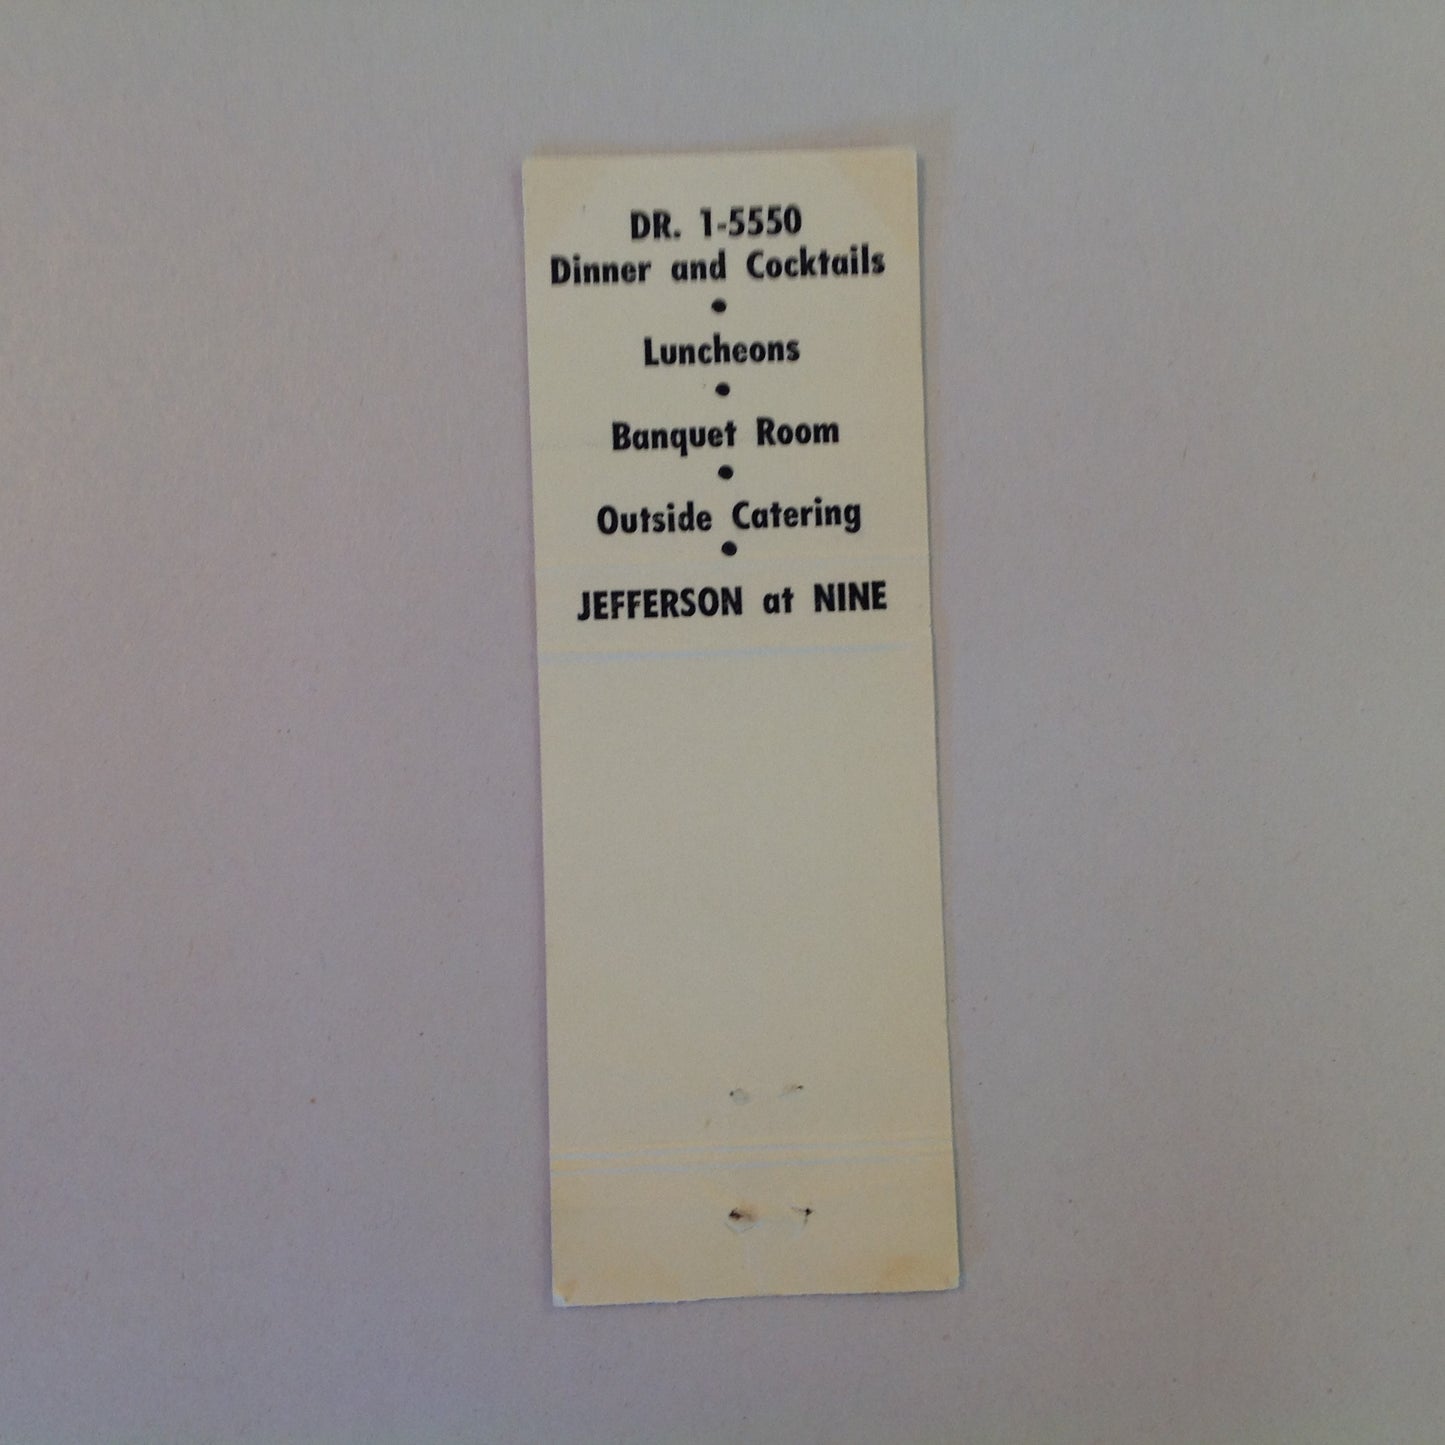 DR. 1-5550
Dinner and Cocktails
•
Luncheons
•
Banquet Room
•
Outside Catering
•
JEFFERSON at NINE